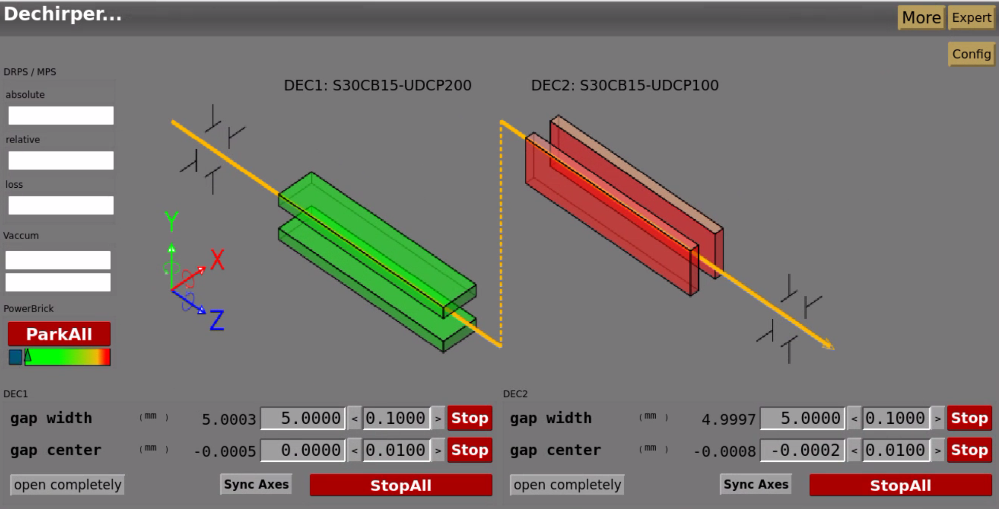 Dechirper...
More
Expert
Config
DRPS / MPS
absolute
relative
loss
Vaccum
PowerBrick
ParkAll
DEC1: S30CB15-UDCP200
DEC2: S30CB15-UDCP100
Y
X
Z
DEC1
gap width (mm ) 5.0003 5.0000 < 0.1000 > Stop
gap center (mm ) -0.0005 0.0000 < 0.0100 > Stop
open completely Sync Axes StopAll
DEC2
gap width (mm ) 4.9997 5.0000 < 0.1000 > Stop
gap center (mm ) -0.0008 -0.0002 < 0.0100 > Stop
open completely Sync Axes StopAll